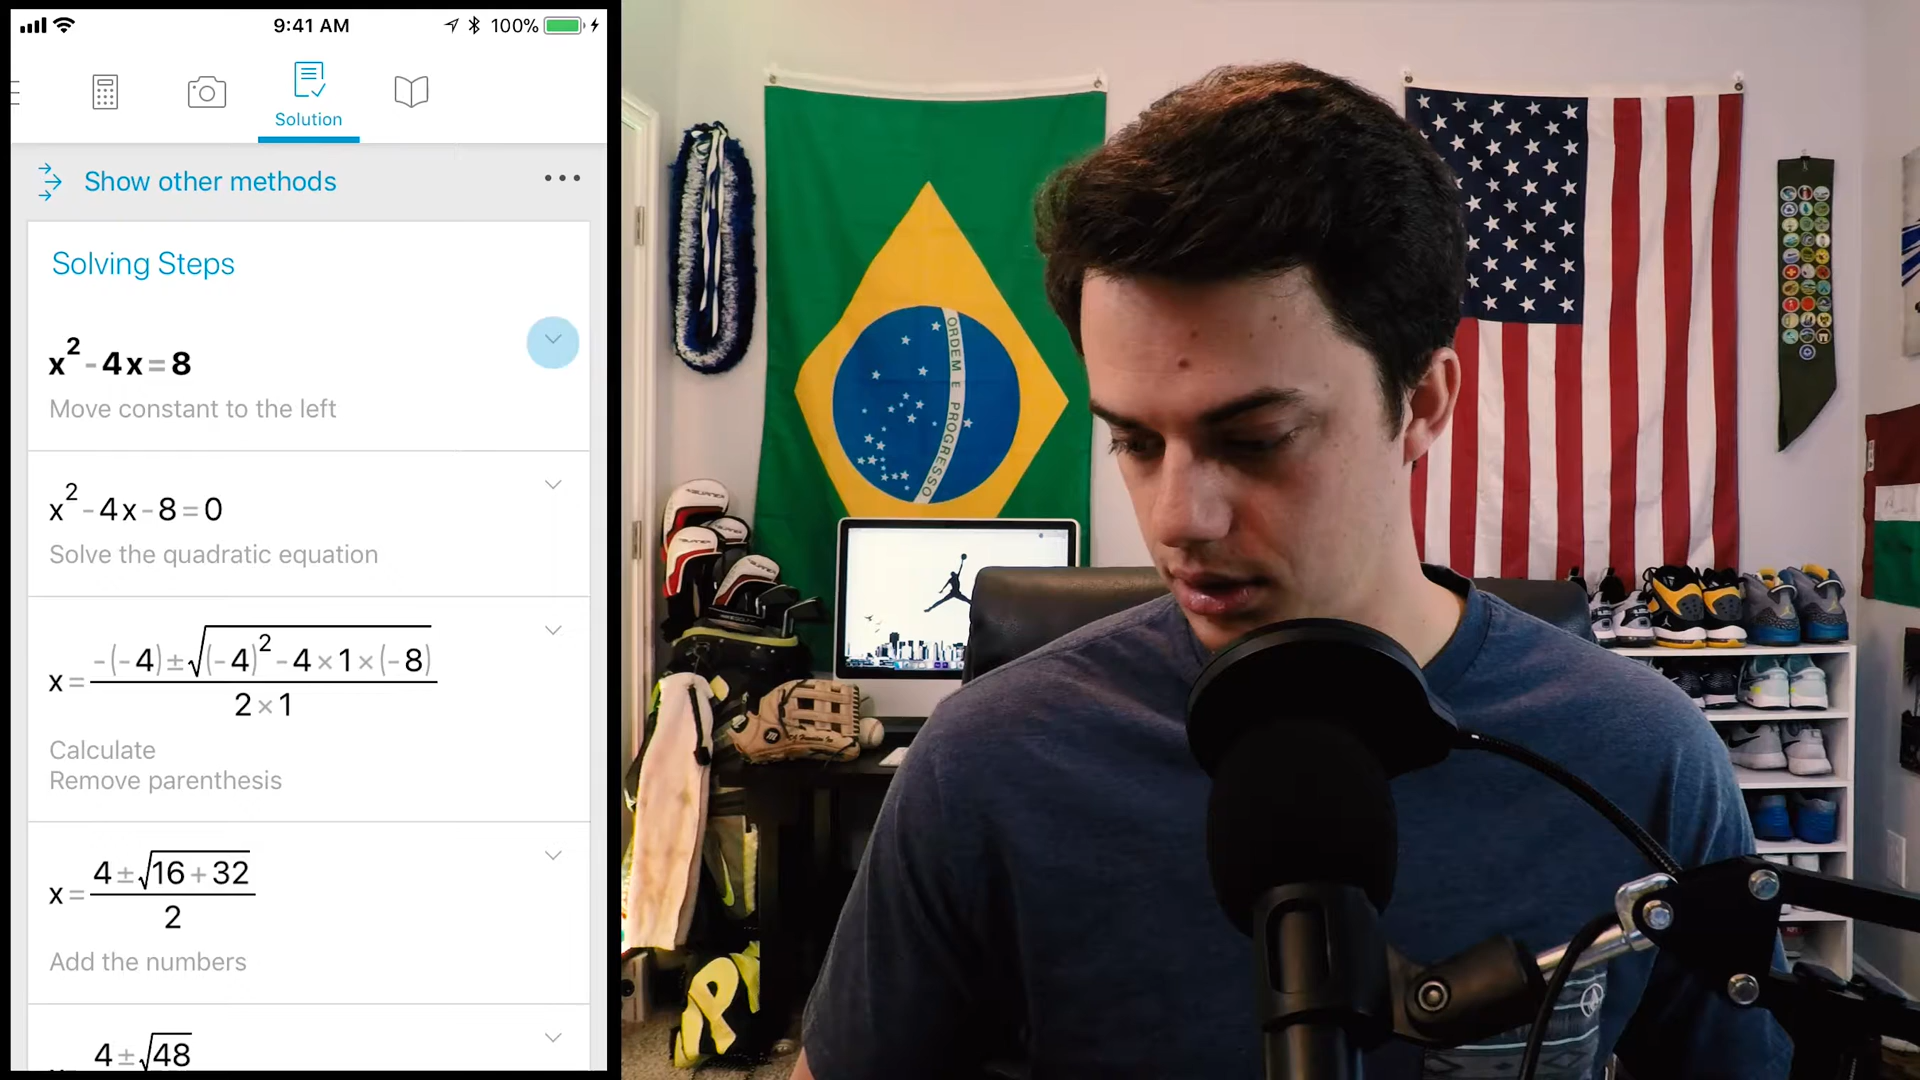 9:41 AM
100%
Solution
Show other methods
Solving Steps
x² - 4x = 8
Move constant to the left
x² - 4x - 8 = 0
Solve the quadratic equation
x = (-(-4) ± √((-4)² - 4 × 1 × (-8))) / (2 × 1)
Calculate
Remove parenthesis
x = (4 ± √(16 + 32)) / 2
Add the numbers
4 ± √48
ORDEM E PROGRESSO